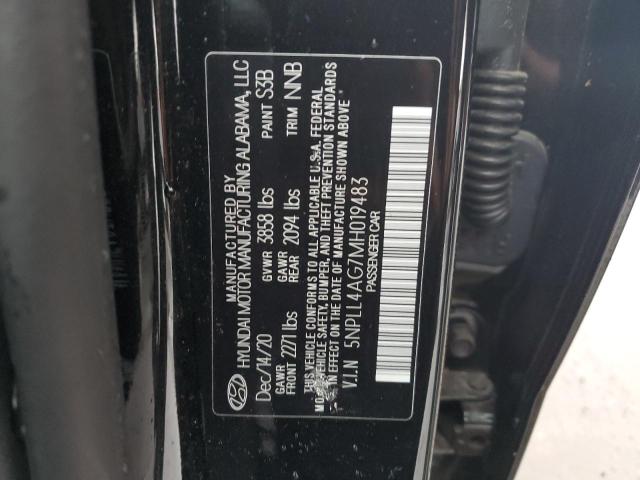 MANUFACTURED BY
HYUNDAI MOTOR MANUFACTURING ALABAMA, LLC
Dec/14/20 GVWR 3858 lbs PAINT S3B
GAWR FRONT 2271 lbs GAWR REAR 2094 lbs TRIM NNB
THIS VEHICLE CONFORMS TO ALL APPLICABLE U.S.A. FEDERAL
MOTOR VEHICLE SAFETY, BUMPER, AND THEFT PREVENTION STANDARDS
IN EFFECT ON THE DATE OF MANUFACTURE SHOWN ABOVE
V.I.N 5NPLL4AG7MH019483
PASSENGER CAR